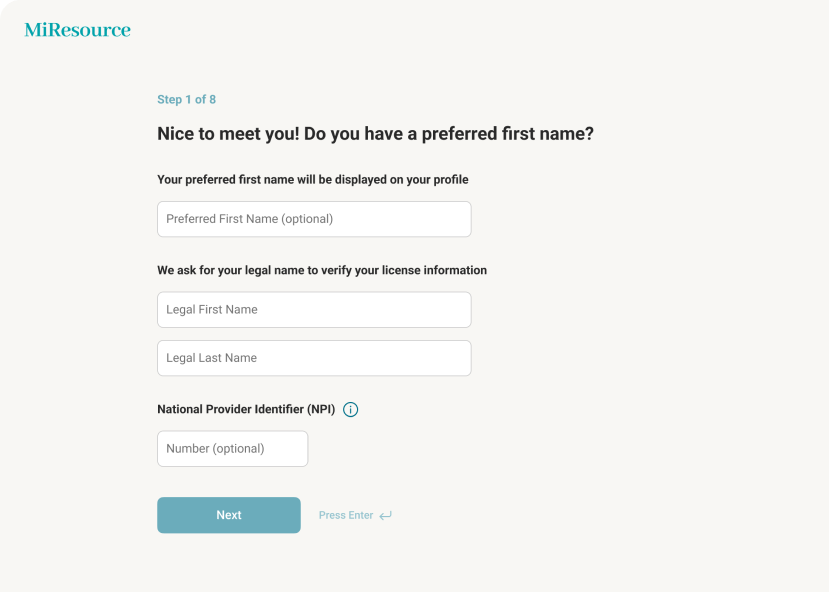 MiResource
Step 1 of 8
Nice to meet you! Do you have a preferred first name?
Your preferred first name will be displayed on your profile
Preferred First Name (optional)
We ask for your legal name to verify your license information
Legal First Name
Legal Last Name
National Provider Identifier (NPI)
Number (optional)
Next
Press Enter